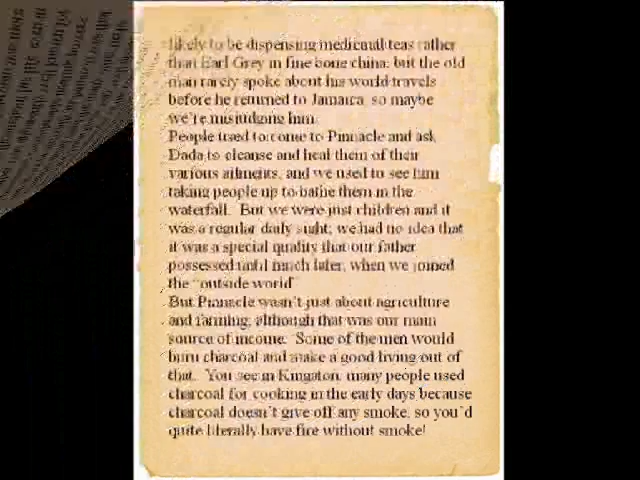 likely to be dispensing medicinal teas rather
than Earl Grey in fine bone china; but the old
man rarely spoke about his world travels
before he returned to Jamaica, so maybe
we're misjudging him.
People used to come to Pinnacle and ask
Dada to cleanse and heal them of their
various ailments, and we used to see him
taking people up to bathe them in the
waterfall. But we were just children and it
was a regular daily sight; we had no idea that
it was a special quality that our father
possessed until much later, when we joined
the "outside world"
But Pinnacle wasn't just about agriculture
and farming, although that was our main
source of income. Some of the men would
burn charcoal and make a good living out of
that. You see in Kingston, many people used
charcoal for cooking in the early days because
charcoal doesn't give off any smoke, so you'd
quite literally have fire without smoke!